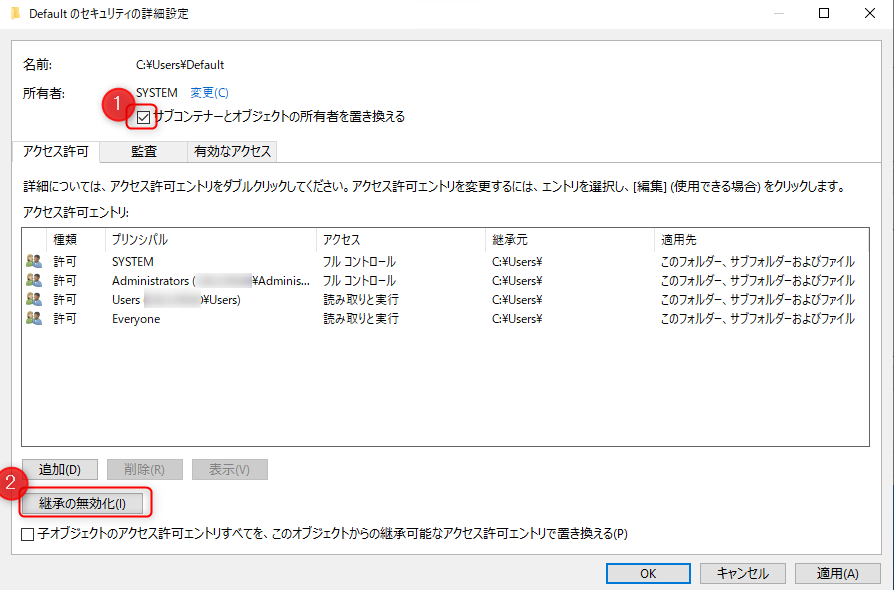 Default のセキュリティの詳細設定
名前: C:¥Users¥Default
所有者: SYSTEM 変更(C)
1
サブコンテナーとオブジェクトの所有者を置き換える
アクセス許可 監査 有効なアクセス
詳細については、アクセス許可エントリをダブルクリックしてください。アクセス許可エントリを変更するには、エントリを選択し、[編集] (使用できる場合) をクリックします。
アクセス許可エントリ:
種類 プリンシパル アクセス 継承元 適用先
許可 SYSTEM フル コントロール C:¥Users¥ このフォルダー、サブフォルダーおよびファイル
許可 Administrators ( ¥Adminis... フル コントロール C:¥Users¥ このフォルダー、サブフォルダーおよびファイル
許可 Users )¥Users) 読み取りと実行 C:¥Users¥ このフォルダー、サブフォルダーおよびファイル
許可 Everyone 読み取りと実行 C:¥Users¥ このフォルダー、サブフォルダーおよびファイル
追加(D) 削除(R) 表示(V)
2
継承の無効化(I)
子オブジェクトのアクセス許可エントリすべてを、このオブジェクトからの継承可能なアクセス許可エントリで置き換える(P)
OK キャンセル 適用(A)